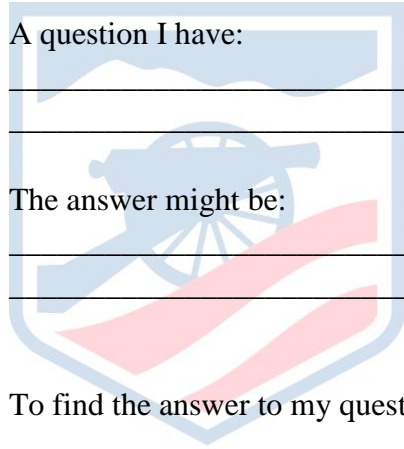 A question I have:
The answer might be:
To find the answer to my quest